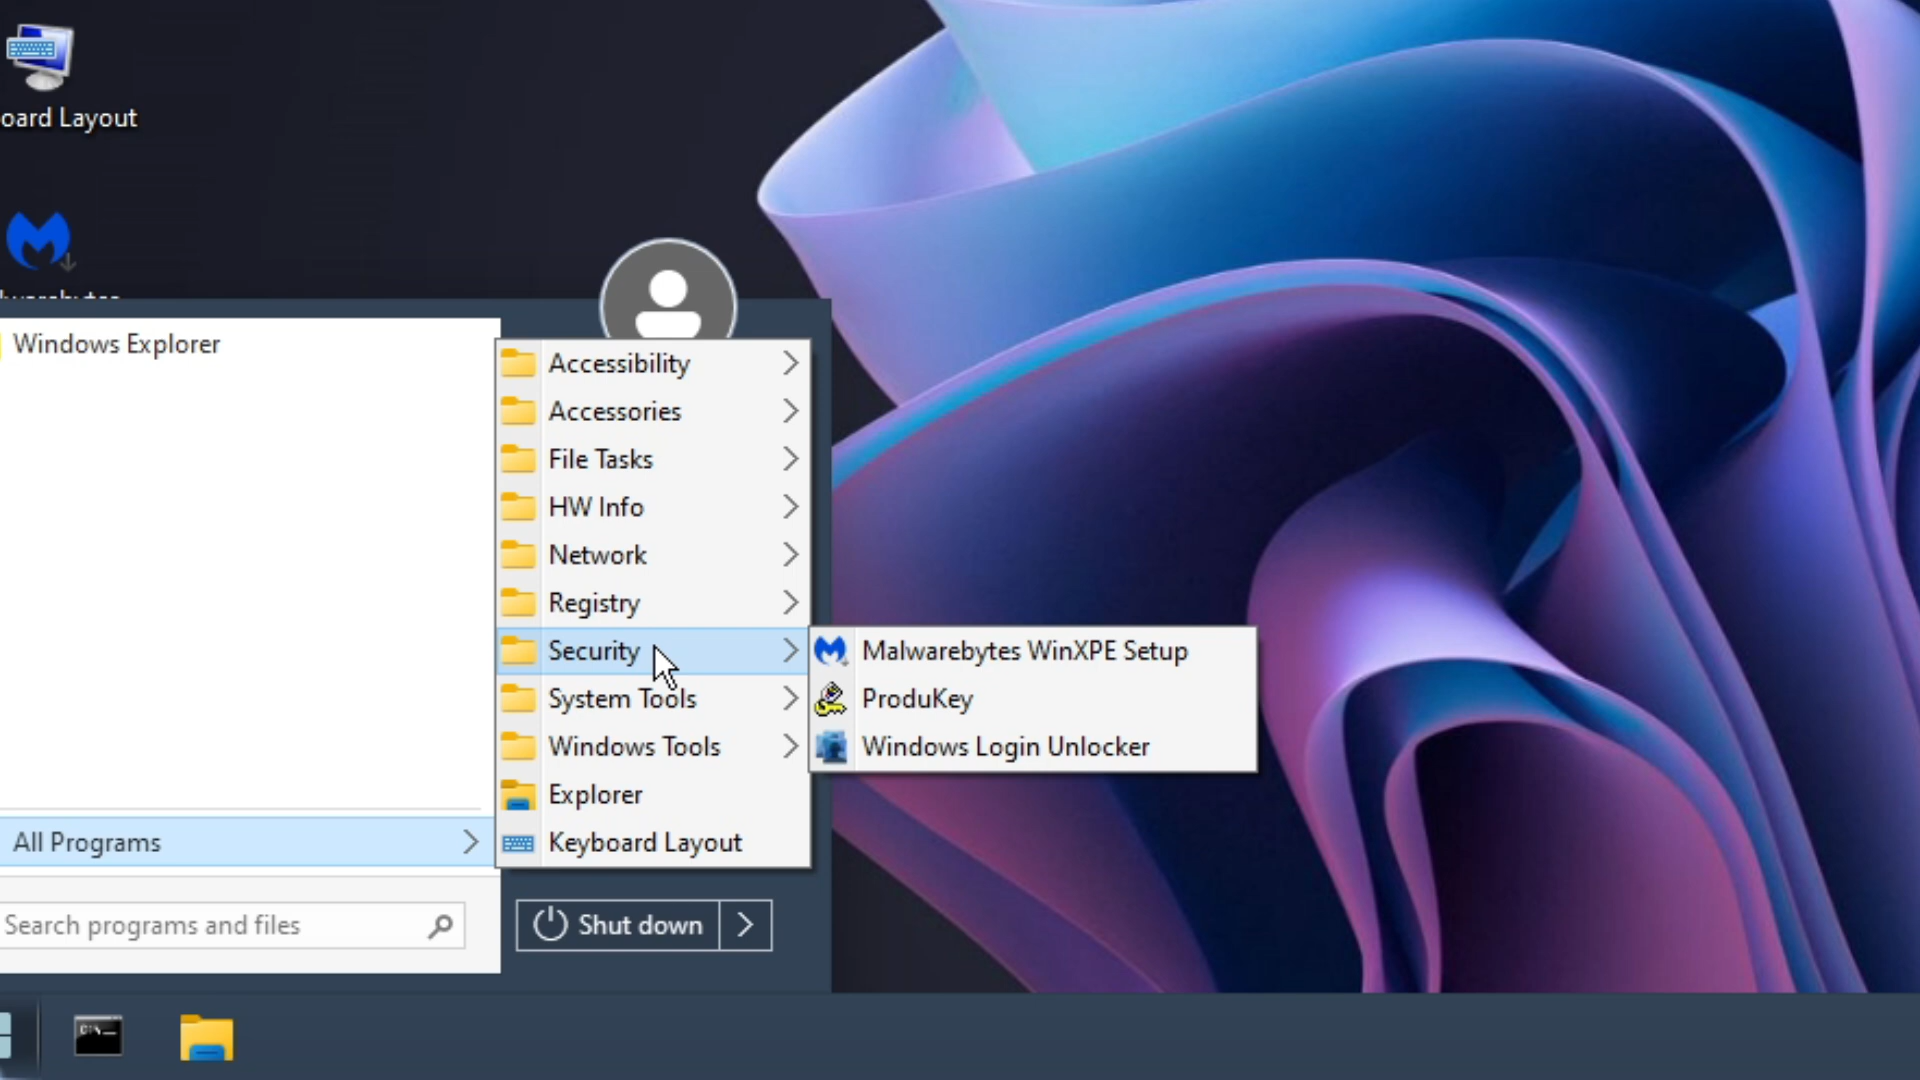 oard Layout
Windows Explorer
Accessibility
Accessories
File Tasks
HW Info
Network
Registry
Security
System Tools
Windows Tools
Explorer
Keyboard Layout
Malwarebytes WinXPE Setup
ProduKey
Windows Login Unlocker
All Programs
Search programs and files
Shut down